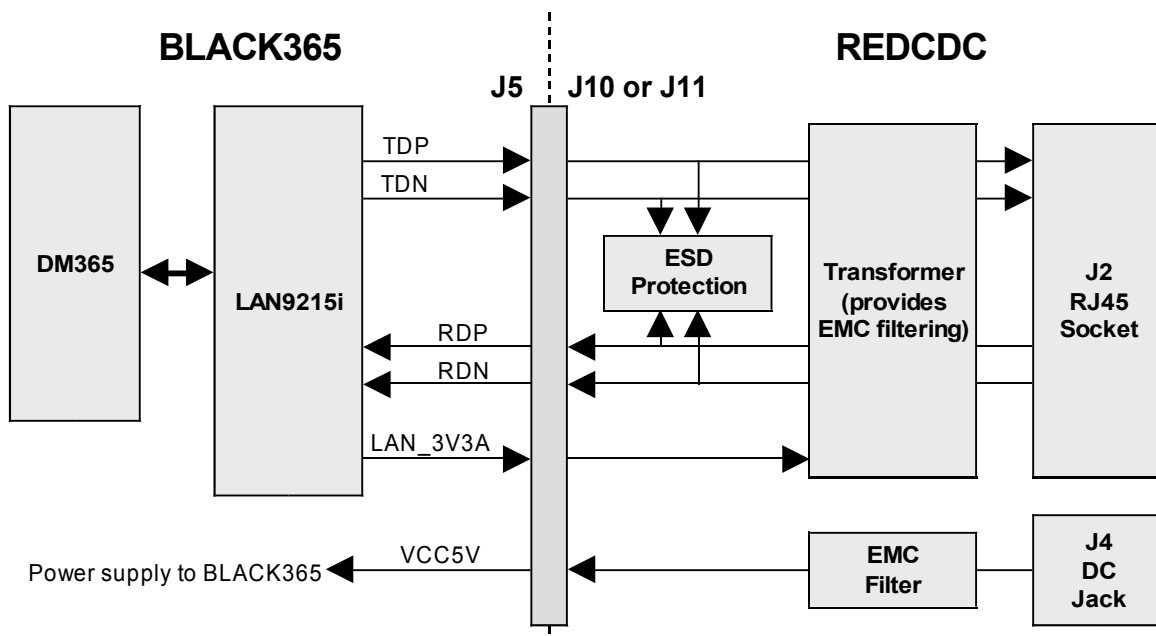 BLACK365
REDCDC
J5
J10 or J11
TDP
TDN
DM365
LAN9215i
ESD
Protection
Transformer
(provides
EMC filtering)
J2
RJ45
Socket
RDP
RDN
LAN_3V3A
VCC5V
Power supply to BLACK365
EMC
Filter
J4
DC
Jack